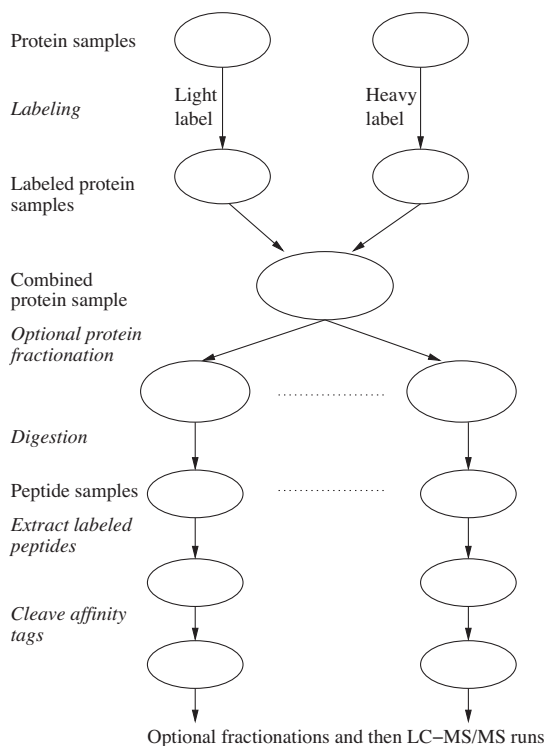 Protein samples
Labeling
Light
label
Heavy
label
Labeled protein
samples
Combined
protein sample
Optional protein
fractionation
Digestion
Peptide samples
Extract labeled
peptides
Cleave affinity
tags
Optional fractionations and then LC−MS/MS runs